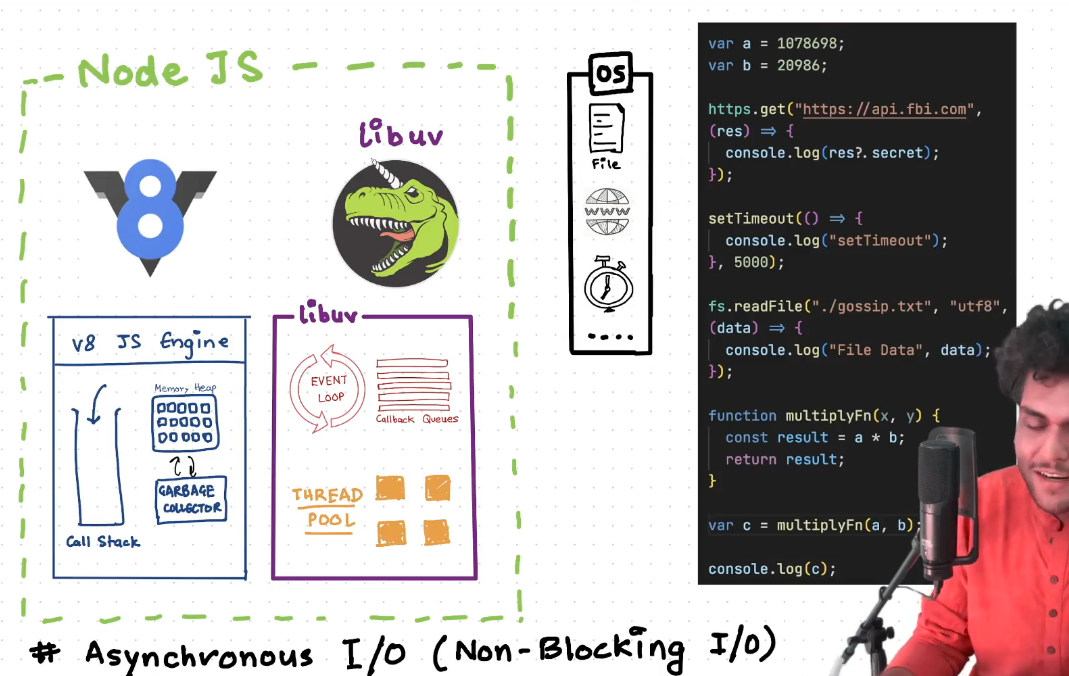 Node JS
libuv
V8
V8 JS Engine
Memory Heap
GARBAGE
COLLECTOR
Call Stack
libuv
EVENT
LOOP
Callback Queues
THREAD
POOL
OS
File
www
# Asynchronous I/O (Non-Blocking I/O)
var a = 1078698;
var b = 20986;
https.get("https://api.fbi.com",
(res) => {
console.log(res?.secret);
});
setTimeout(() => {
console.log("setTimeout");
}, 5000);
fs.readFile("./gossip.txt", "utf8",
(data) => {
console.log("File Data", data);
});
function multiplyFn(x, y) {
const result = a * b;
return result;
}
var c = multiplyFn(a, b);
console.log(c);